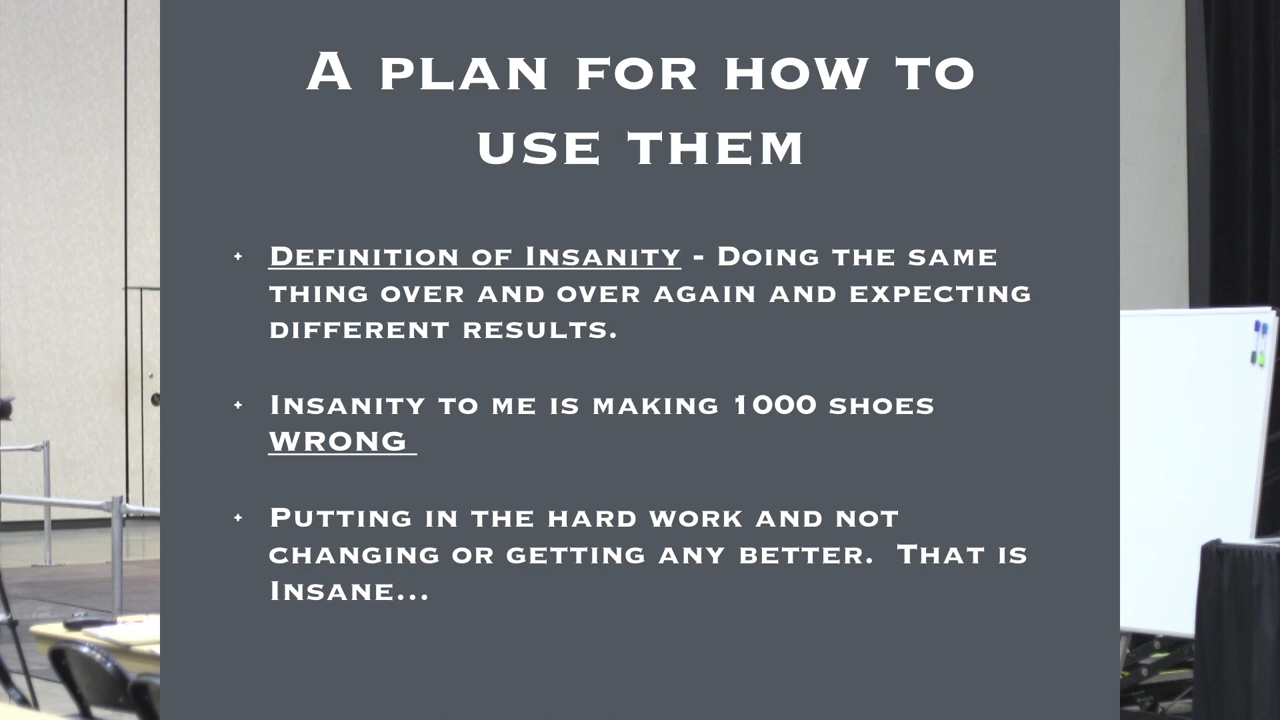 A plan for how to
use them
Definition of Insanity - Doing the same
thing over and over again and expecting
different results.
Insanity to me is making 1000 shoes
WRONG
Putting in the hard work and not
changing or getting any better. That is
Insane...